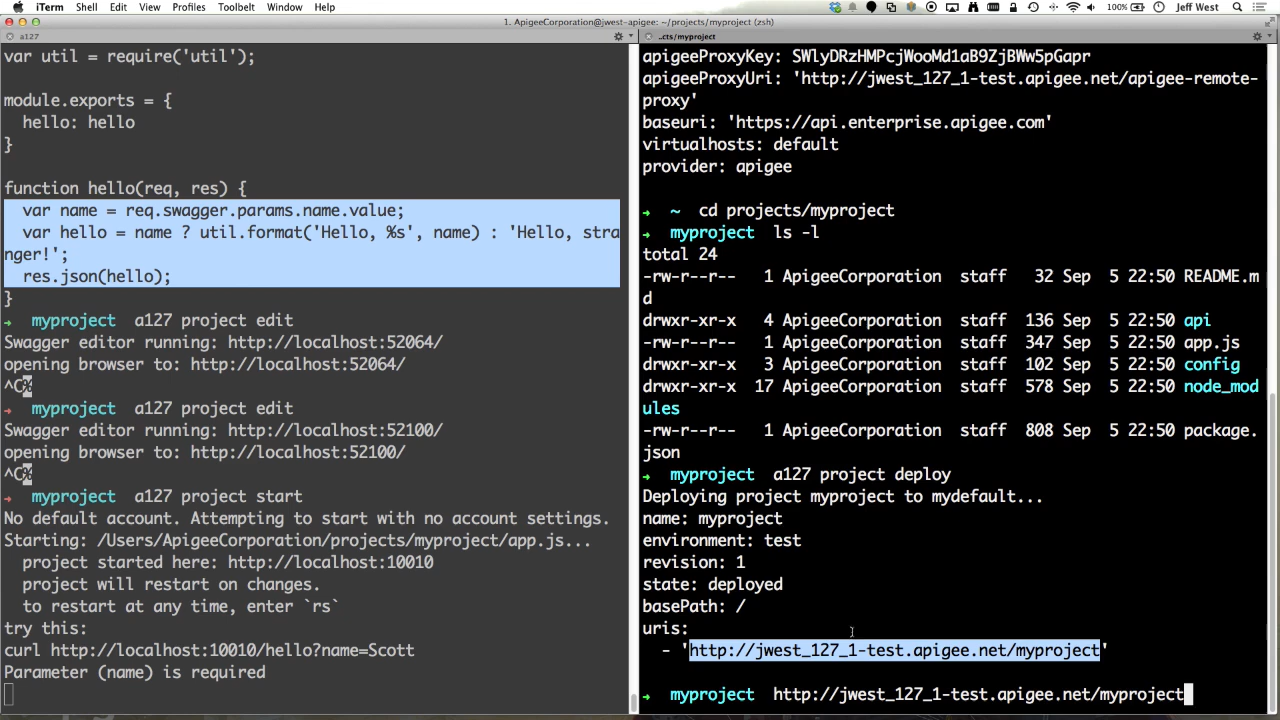 iTerm Shell Edit View Profiles Toolbelt Window Help 100% Jeff West
1. ApigeeCorporation@jwest-apigee: ~/projects/myproject (zsh)
a127
var util = require('util');
module.exports = {
hello: hello
}
function hello(req, res) {
var name = req.swagger.params.name.value;
var hello = name ? util.format('Hello, %s', name) : 'Hello, stra
nger!';
res.json(hello);
}
→ myproject a127 project edit
Swagger editor running: http://localhost:52064/
opening browser to: http://localhost:52064/
^C%
→ myproject a127 project edit
Swagger editor running: http://localhost:52100/
opening browser to: http://localhost:52100/
^C%
→ myproject a127 project start
No default account. Attempting to start with no account settings.
Starting: /Users/ApigeeCorporation/projects/myproject/app.js...
project started here: http://localhost:10010
project will restart on changes.
to restart at any time, enter `rs`
try this:
curl http://localhost:10010/hello?name=Scott
Parameter (name) is required
..cts/myproject
apigeeProxyKey: SWlyDRzHMPcjWooMd1aB9ZjBWw5pGapr
apigeeProxyUri: 'http://jwest_127_1-test.apigee.net/apigee-remote-
proxy'
baseuri: 'https://api.enterprise.apigee.com'
virtualhosts: default
provider: apigee
→ ~ cd projects/myproject
→ myproject ls -l
total 24
-rw-r--r-- 1 ApigeeCorporation staff 32 Sep 5 22:50 README.m
d
drwxr-xr-x 4 ApigeeCorporation staff 136 Sep 5 22:50 api
-rw-r--r-- 1 ApigeeCorporation staff 347 Sep 5 22:50 app.js
drwxr-xr-x 3 ApigeeCorporation staff 102 Sep 5 22:50 config
drwxr-xr-x 17 ApigeeCorporation staff 578 Sep 5 22:50 node_mod
ules
-rw-r--r-- 1 ApigeeCorporation staff 808 Sep 5 22:50 package.
json
→ myproject a127 project deploy
Deploying project myproject to mydefault...
name: myproject
environment: test
revision: 1
state: deployed
basePath: /
uris:
- 'http://jwest_127_1-test.apigee.net/myproject'
→ myproject http://jwest_127_1-test.apigee.net/myproject